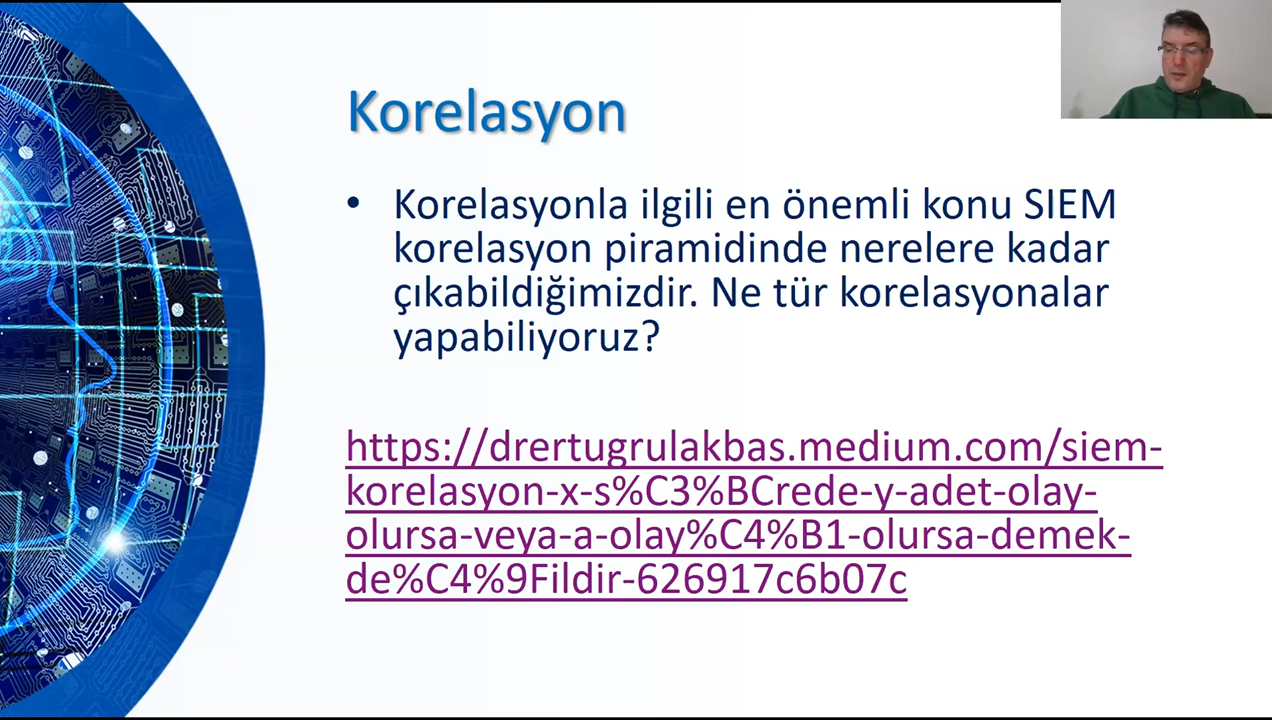 Korelasyon
• Korelasyonla ilgili en önemli konu SIEM
korelasyon piramidinde nerelere kadar
çıkabildiğimizdir. Ne tür korelasyonalar
yapabiliyoruz?
https://drertugrulakbas.medium.com/siem-
korelasyon-x-s%C3%BCrede-y-adet-olay-
olursa-veya-a-olay%C4%B1-olursa-demek-
de%C4%9Fildir-626917c6b07c